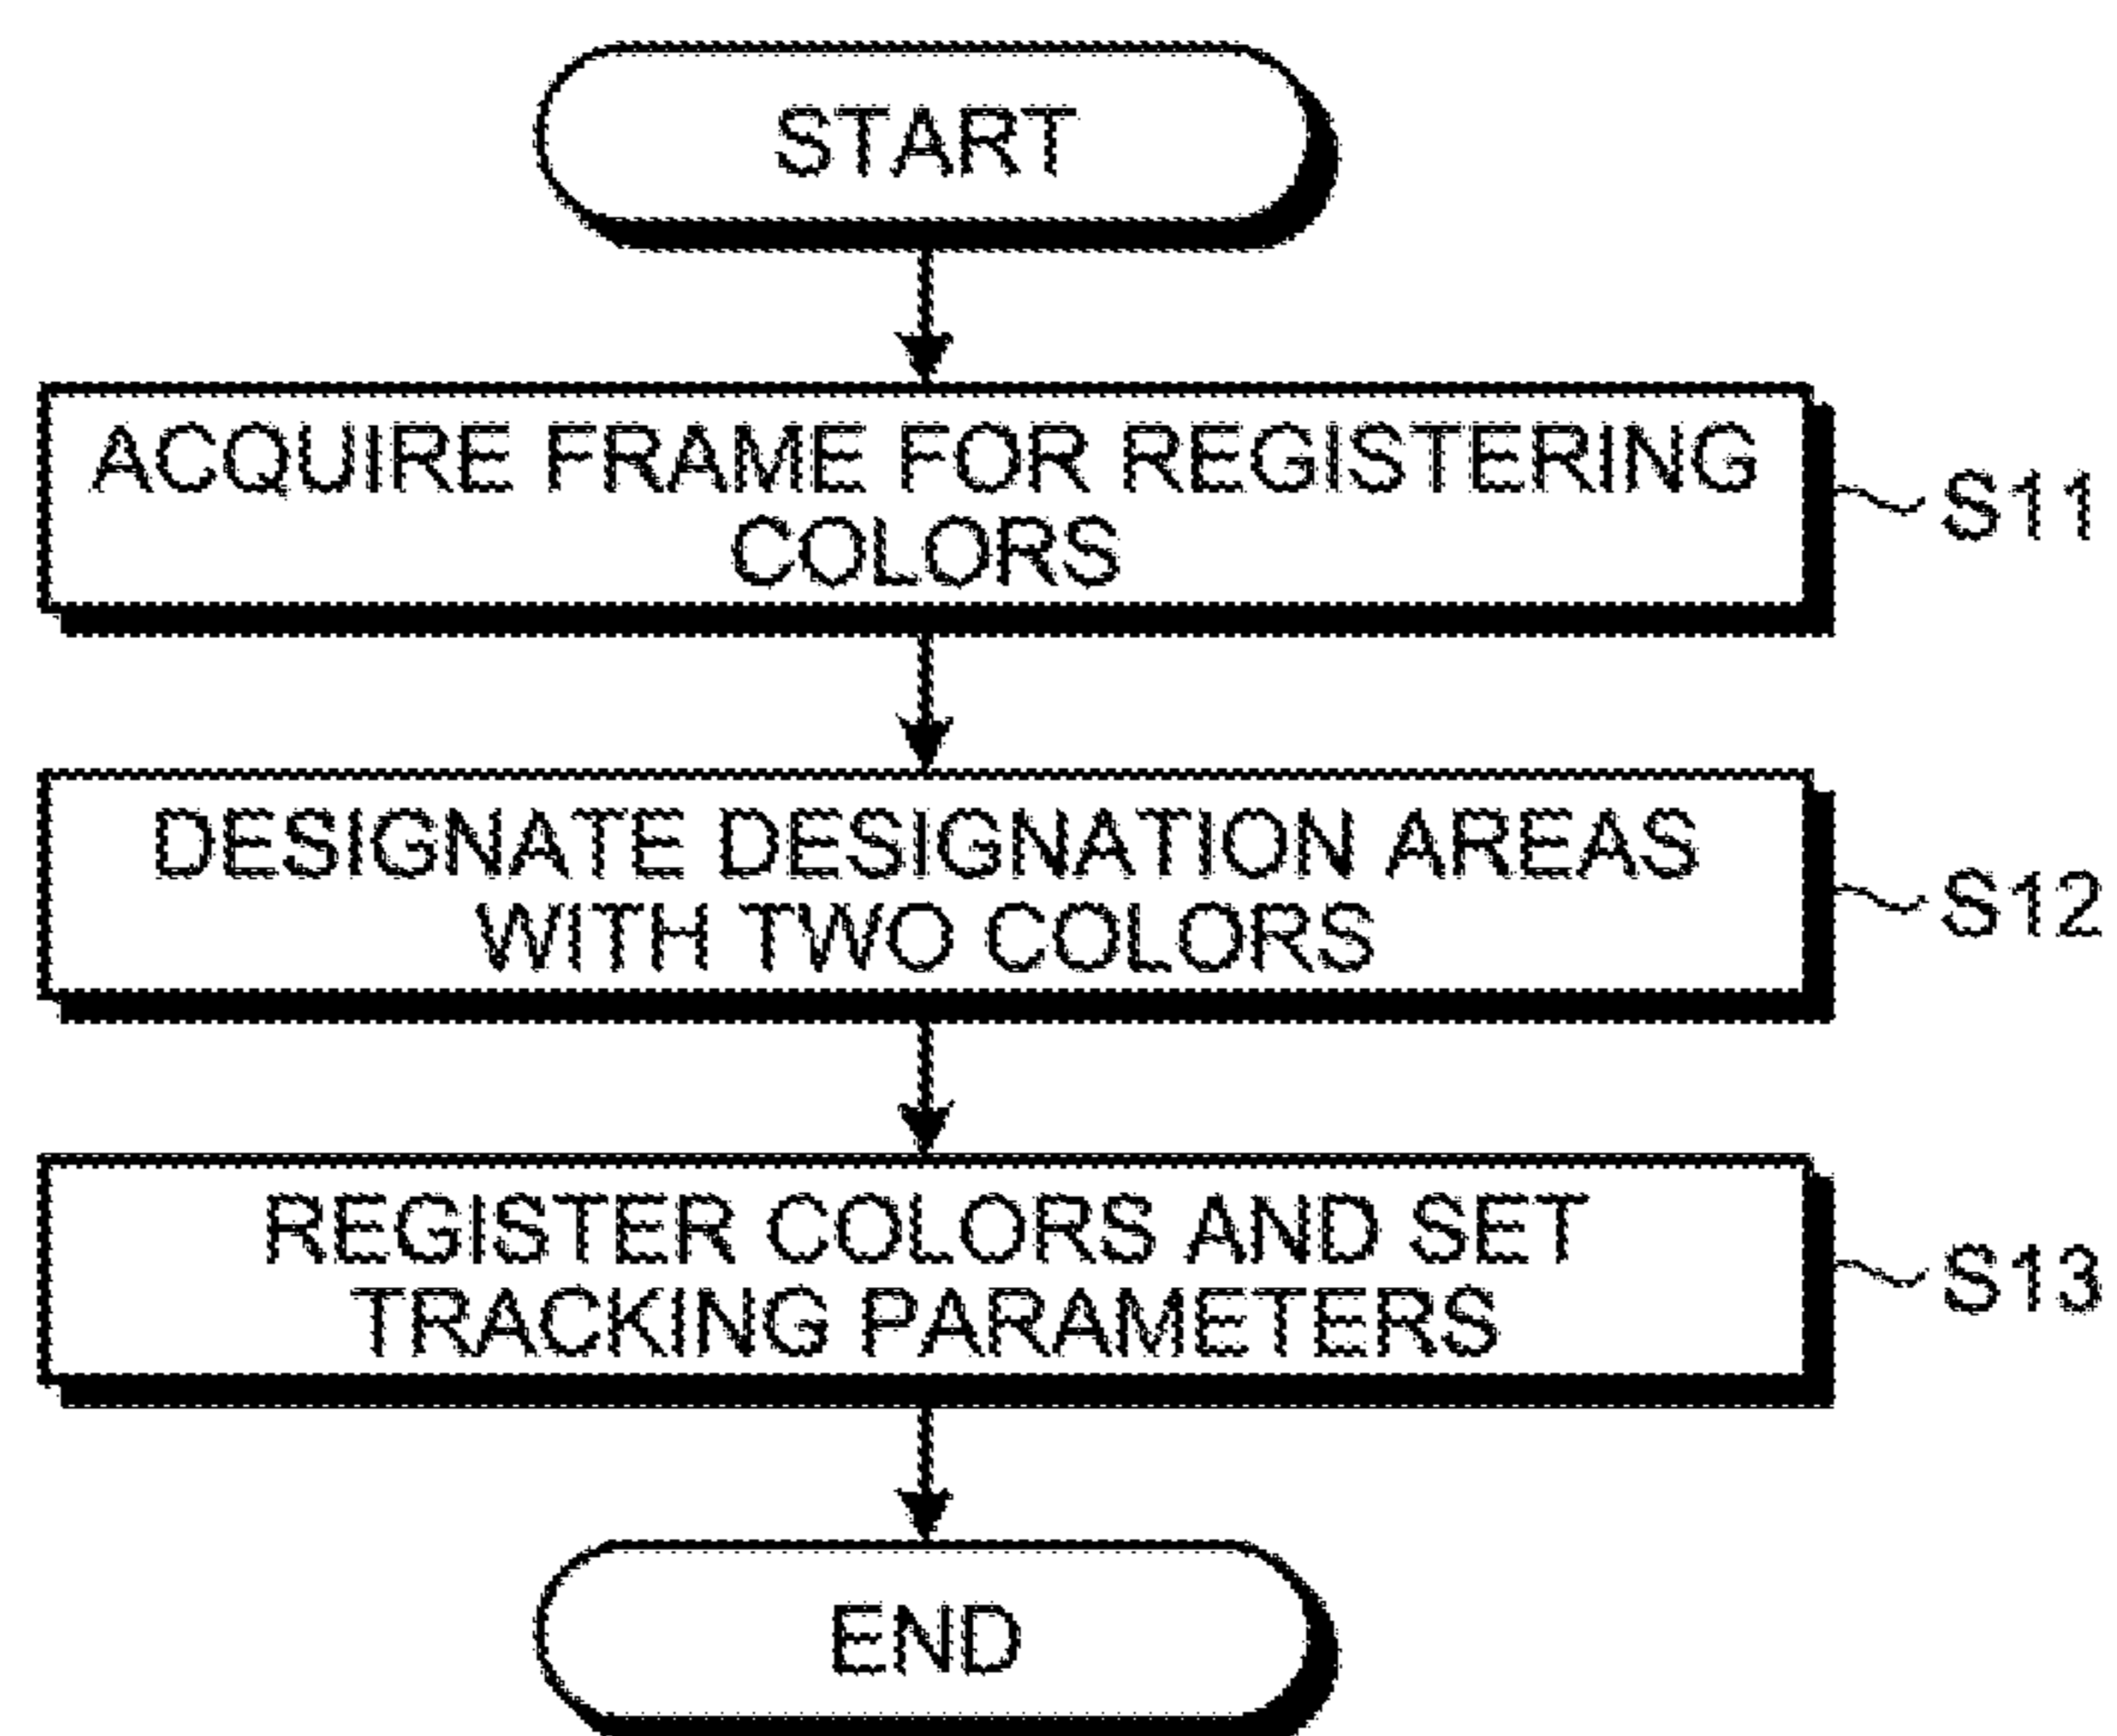 START
ACQUIRE FRAME FOR REGISTERING
COLORS
S11
DESIGNATE DESIGNATION AREAS
WITH TWO COLORS
S12
REGISTER COLORS AND SET
TRACKING PARAMETERS
S13
END